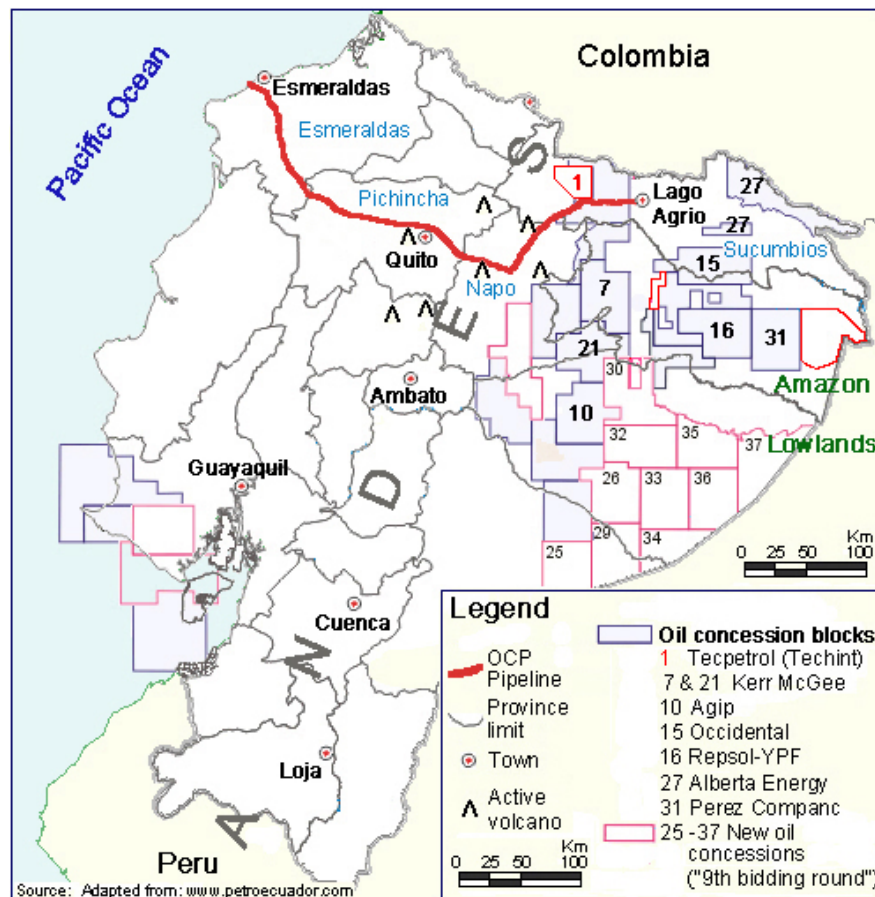 Colombia
Pacific Ocean
Esmeraldas
Esmeraldas
S
1
Lago
Agrio
27
Pichincha
27
Sucumbios
Quito
15
Napo
7
E
16
31
21
30
Amazon
Ambato
10
32
35
37
Lowlands
Guayaquil
D
26
33
36
29
34
25
Km
0 25 50 100
Cuenca
N
Loja
A
Peru
Source: Adapted from: www.petroecuador.com
Legend
OCP
Pipeline
Province
limit
Town
Active
volcano
Km
0 25 50 100
Oil concession blocks
1 Tecpetrol (Techint)
7 & 21 Kerr McGee
10 Agip
15 Occidental
16 Repsol-YPF
27 Alberta Energy
31 Perez Companc
25 -37 New oil
concessions
("9th bidding round")